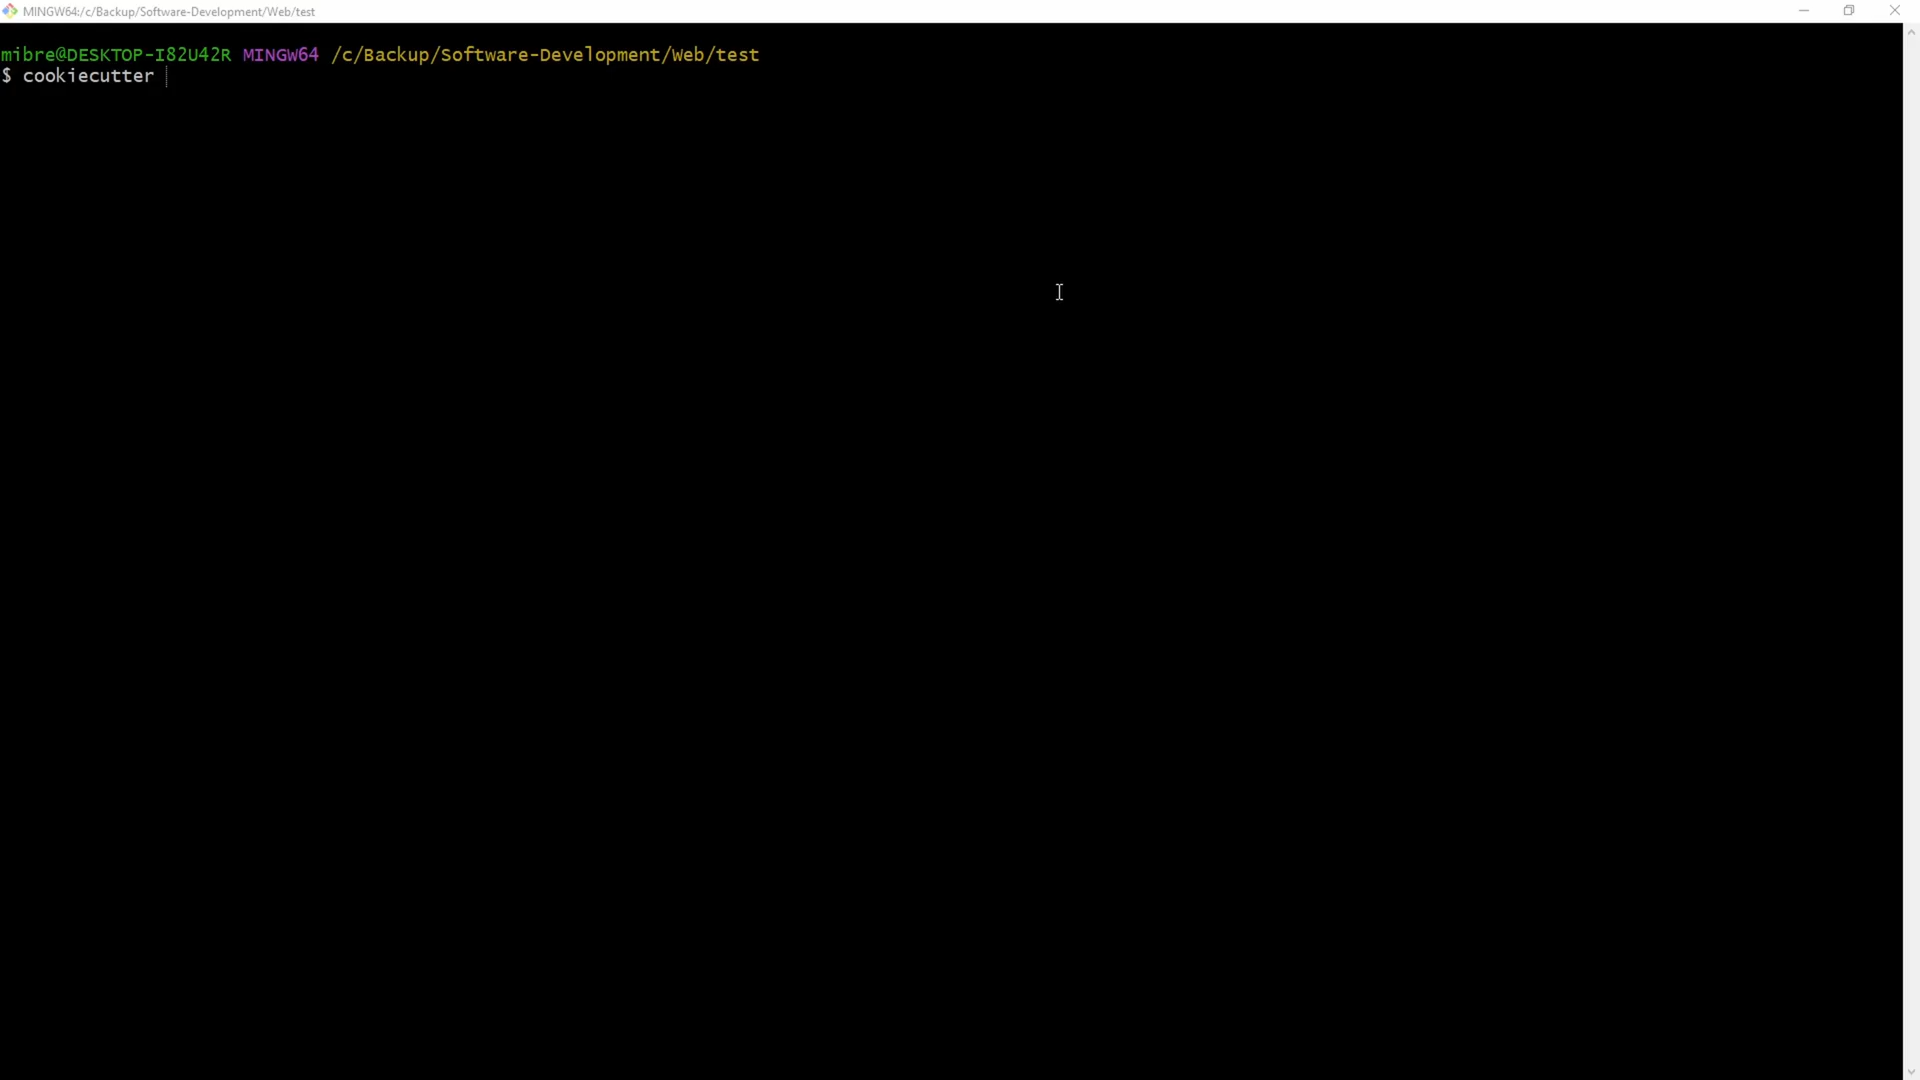 MINGW64:/c/Backup/Software-Development/Web/test
mibre@DESKTOP-I82U42R MINGW64 /c/Backup/Software-Development/Web/test
$ cookiecutter